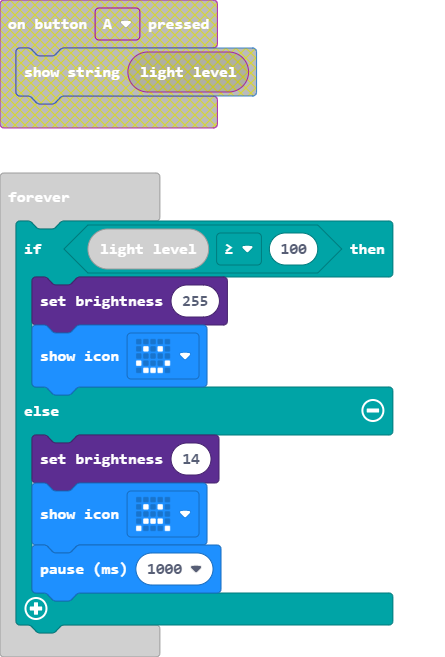 on button A pressed
show string light level
forever
if light level ≥ 100 then
set brightness 255
show icon
else
set brightness 14
show icon
pause (ms) 1000